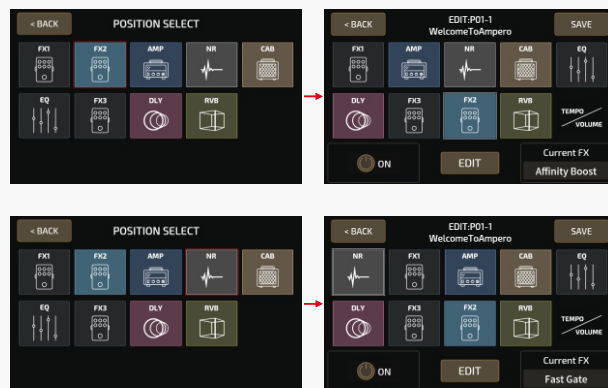 < BACK POSITION SELECT
FX1 FX2 AMP NR CAB
EQ FX3 DLY RVB
< BACK EDIT:P01-1 SAVE
WelcomeToAmpero
FX1 AMP NR CAB EQ
DLY FX3 FX2 RVB
TEMPO
VOLUME
Current FX
ON EDIT
Affinity Boost
< BACK POSITION SELECT
FX1 FX2 AMP NR CAB
EQ FX3 DLY RVB
< BACK EDIT:P01-1 SAVE
WelcomeToAmpero
NR FX1 AMP CAB EQ
DLY FX3 FX2 RVB
TEMPO
VOLUME
Current FX
ON EDIT
Fast Gate